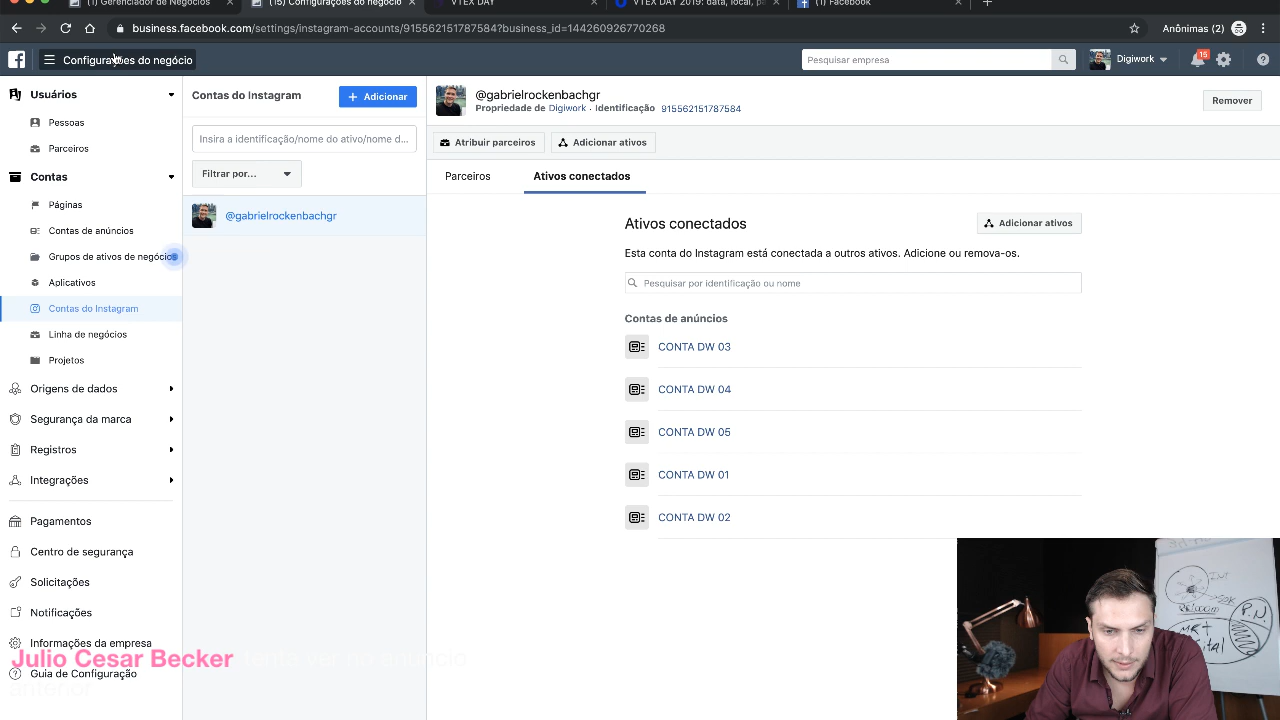 (1) Gerenciador de Negócios
(15) Configurações do negócio
VTEX DAY
VTEX DAY 2019: data, local, p
(1) Facebook
business.facebook.com/settings/instagram-accounts/915562151787584?business_id=144260926770268
Anônimas (2)
Configurações do negócio
Pesquisar empresa
Digiwork
15
Usuários
Pessoas
Parceiros
Contas
Páginas
Contas de anúncios
Grupos de ativos de negócios
Aplicativos
Contas do Instagram
Linha de negócios
Projetos
Origens de dados
Segurança da marca
Registros
Integrações
Pagamentos
Centro de segurança
Solicitações
Notificações
Informações da empresa
Guia de Configuração
Contas do Instagram
+ Adicionar
Insira a identificação/nome do ativo/nome d...
Filtrar por...
@gabrielrockenbachgr
@gabrielrockenbachgr
Propriedade de Digiwork · Identificação 915562151787584
Remover
Atribuir parceiros
Adicionar ativos
Parceiros
Ativos conectados
Ativos conectados
Adicionar ativos
Esta conta do Instagram está conectada a outros ativos. Adicione ou remova-os.
Pesquisar por identificação ou nome
Contas de anúncios
CONTA DW 03
CONTA DW 04
CONTA DW 05
CONTA DW 01
CONTA DW 02
Julio Cesar Becker tenta ver no anúncio
anterior